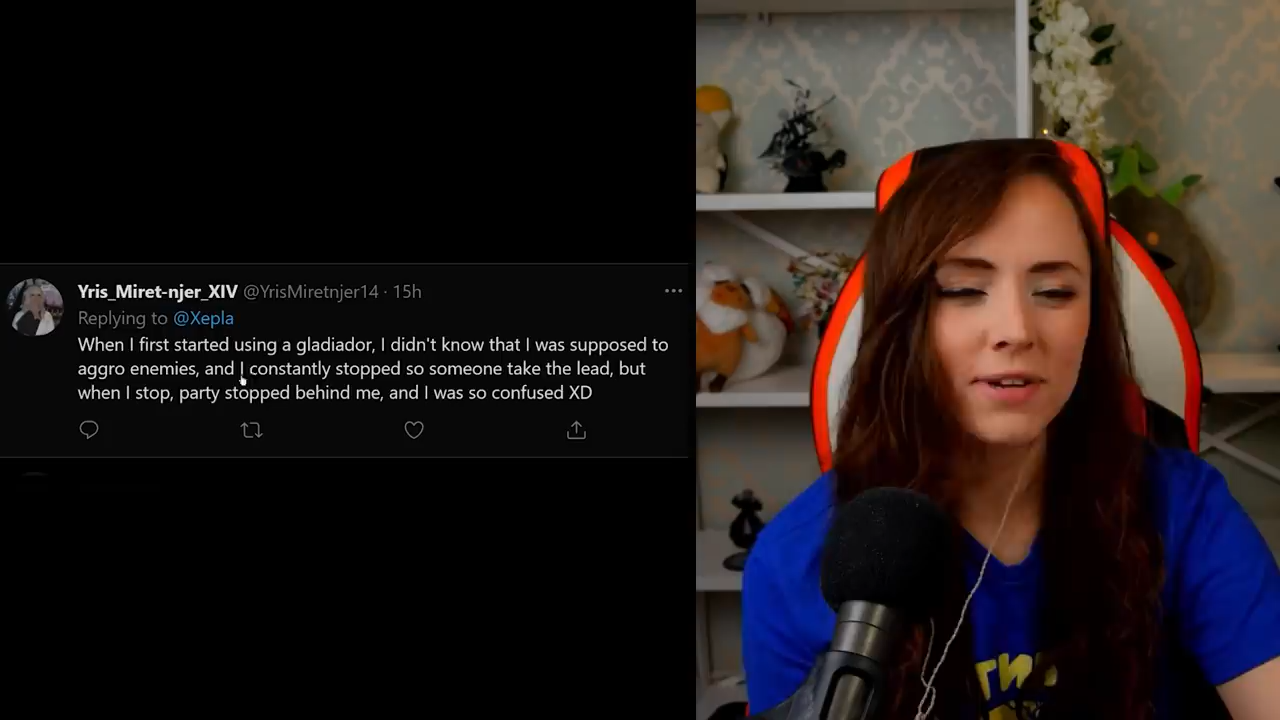 Yris_Miret-njer_XIV @YrisMiretnjer14 · 15h
Replying to @Xepla
When I first started using a gladiador, I didn't know that I was supposed to
aggro enemies, and I constantly stopped so someone take the lead, but
when I stop, party stopped behind me, and I was so confused XD